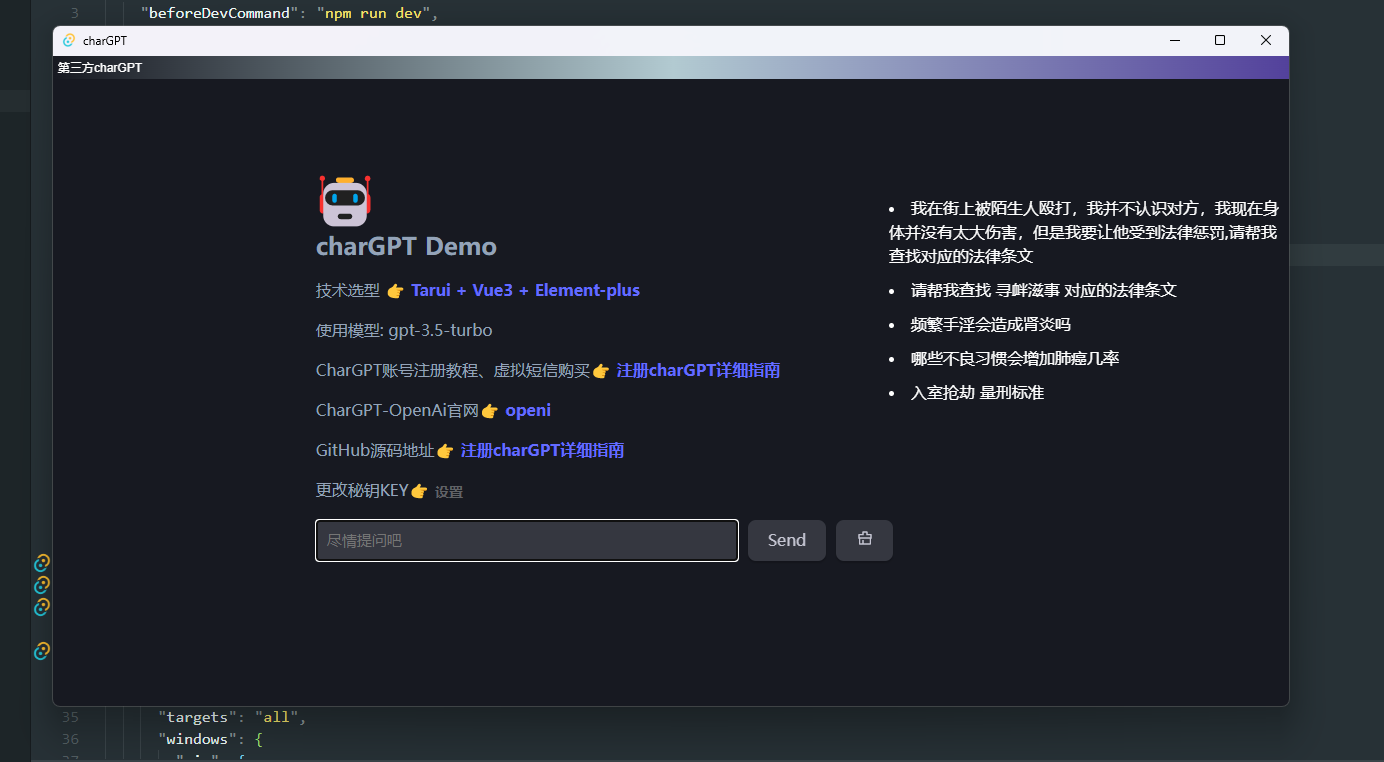 3 "beforeDevCommand": "npm run dev",
charGPT
第三方charGPT
charGPT Demo
技术选型 👉 Tarui + Vue3 + Element-plus
使用模型: gpt-3.5-turbo
CharGPT账号注册教程、虚拟短信购买👉 注册charGPT详细指南
CharGPT-OpenAi官网👉 openi
GitHub源码地址👉 注册charGPT详细指南
更改秘钥KEY👉 设置
尽情提问吧
Send
• 我在街上被陌生人殴打，我并不认识对方，我现在身
体并没有太大伤害，但是我要让他受到法律惩罚,请帮我
查找对应的法律条文
• 请帮我查找 寻衅滋事 对应的法律条文
• 频繁手淫会造成肾炎吗
• 哪些不良习惯会增加肺癌几率
• 入室抢劫 量刑标准
35 "targets": "all",
36 "windows": {